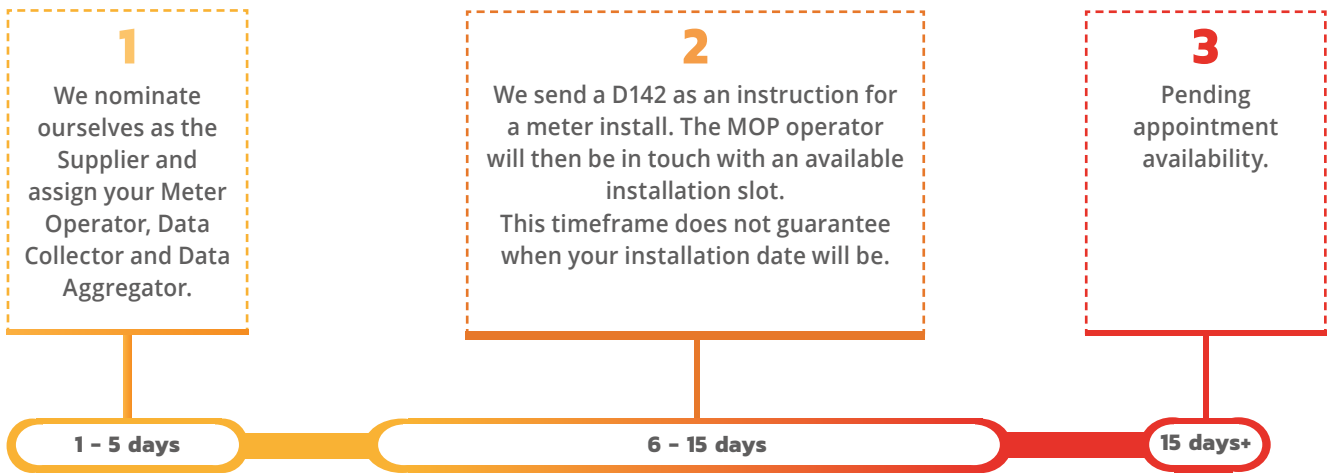 1
We nominate
ourselves as the
Supplier and
assign your Meter
Operator, Data
Collector and Data
Aggregator.
2
We send a D142 as an instruction for
a meter install. The MOP operator
will then be in touch with an available
installation slot.
This timeframe does not guarantee
when your installation date will be.
3
Pending
appointment
availability.
1 - 5 days
6 - 15 days
15 days+